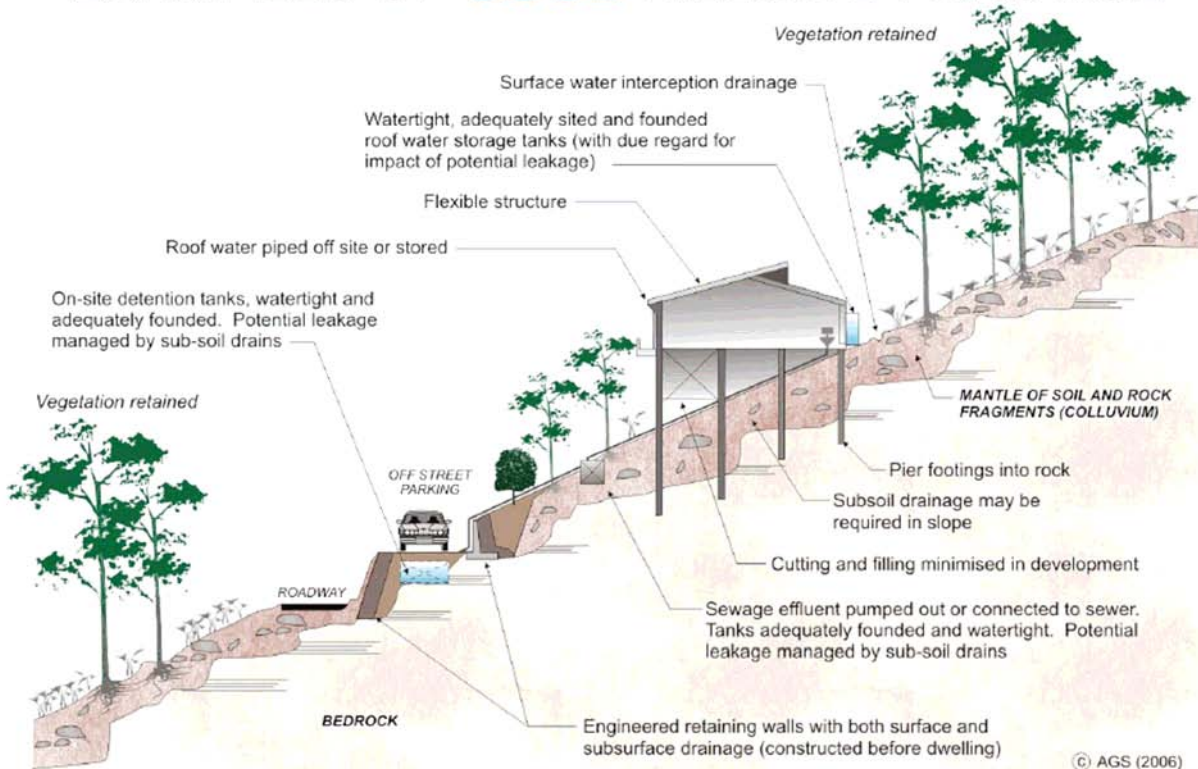 Vegetation retained
Surface water interception drainage
Watertight, adequately sited and founded
roof water storage tanks (with due regard for
impact of potential leakage)
Flexible structure
Roof water piped off site or stored
On-site detention tanks, watertight and
adequately founded. Potential leakage
managed by sub-soil drains
Vegetation retained
MANTLE OF SOIL AND ROCK
FRAGMENTS (COLLUVIUM)
OFF STREET
PARKING
Pier footings into rock
Subsoil drainage may be
required in slope
Cutting and filling minimised in development
ROADWAY
Sewage effluent pumped out or connected to sewer.
Tanks adequately founded and watertight. Potential
leakage managed by sub-soil drains
BEDROCK
Engineered retaining walls with both surface and
subsurface drainage (constructed before dwelling)
© AGS (2006)